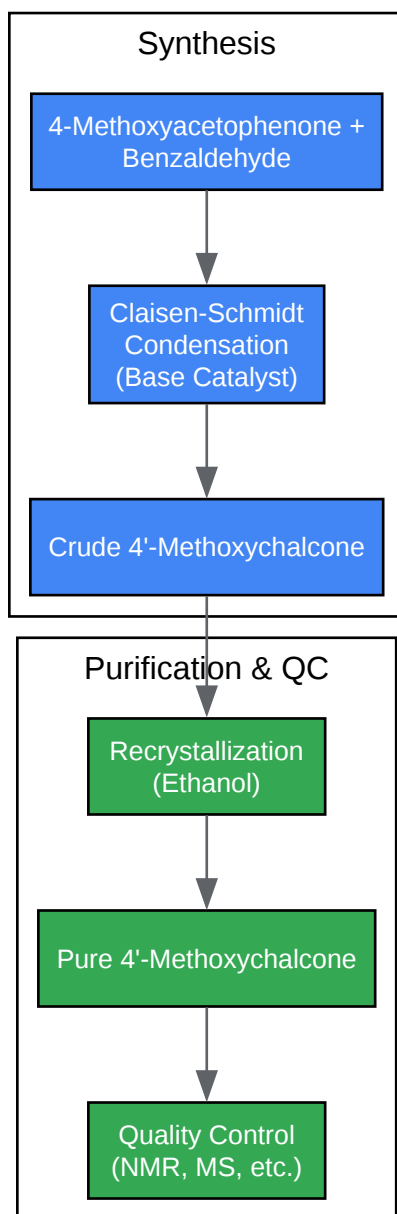 Synthesis
4-Methoxyacetophenone +
Benzaldehyde
Claisen-Schmidt
Condensation
(Base Catalyst)
Crude 4'-Methoxychalcone
Purification & QC
Recrystallization
(Ethanol)
Pure 4'-Methoxychalcone
Quality Control
(NMR, MS, etc.)